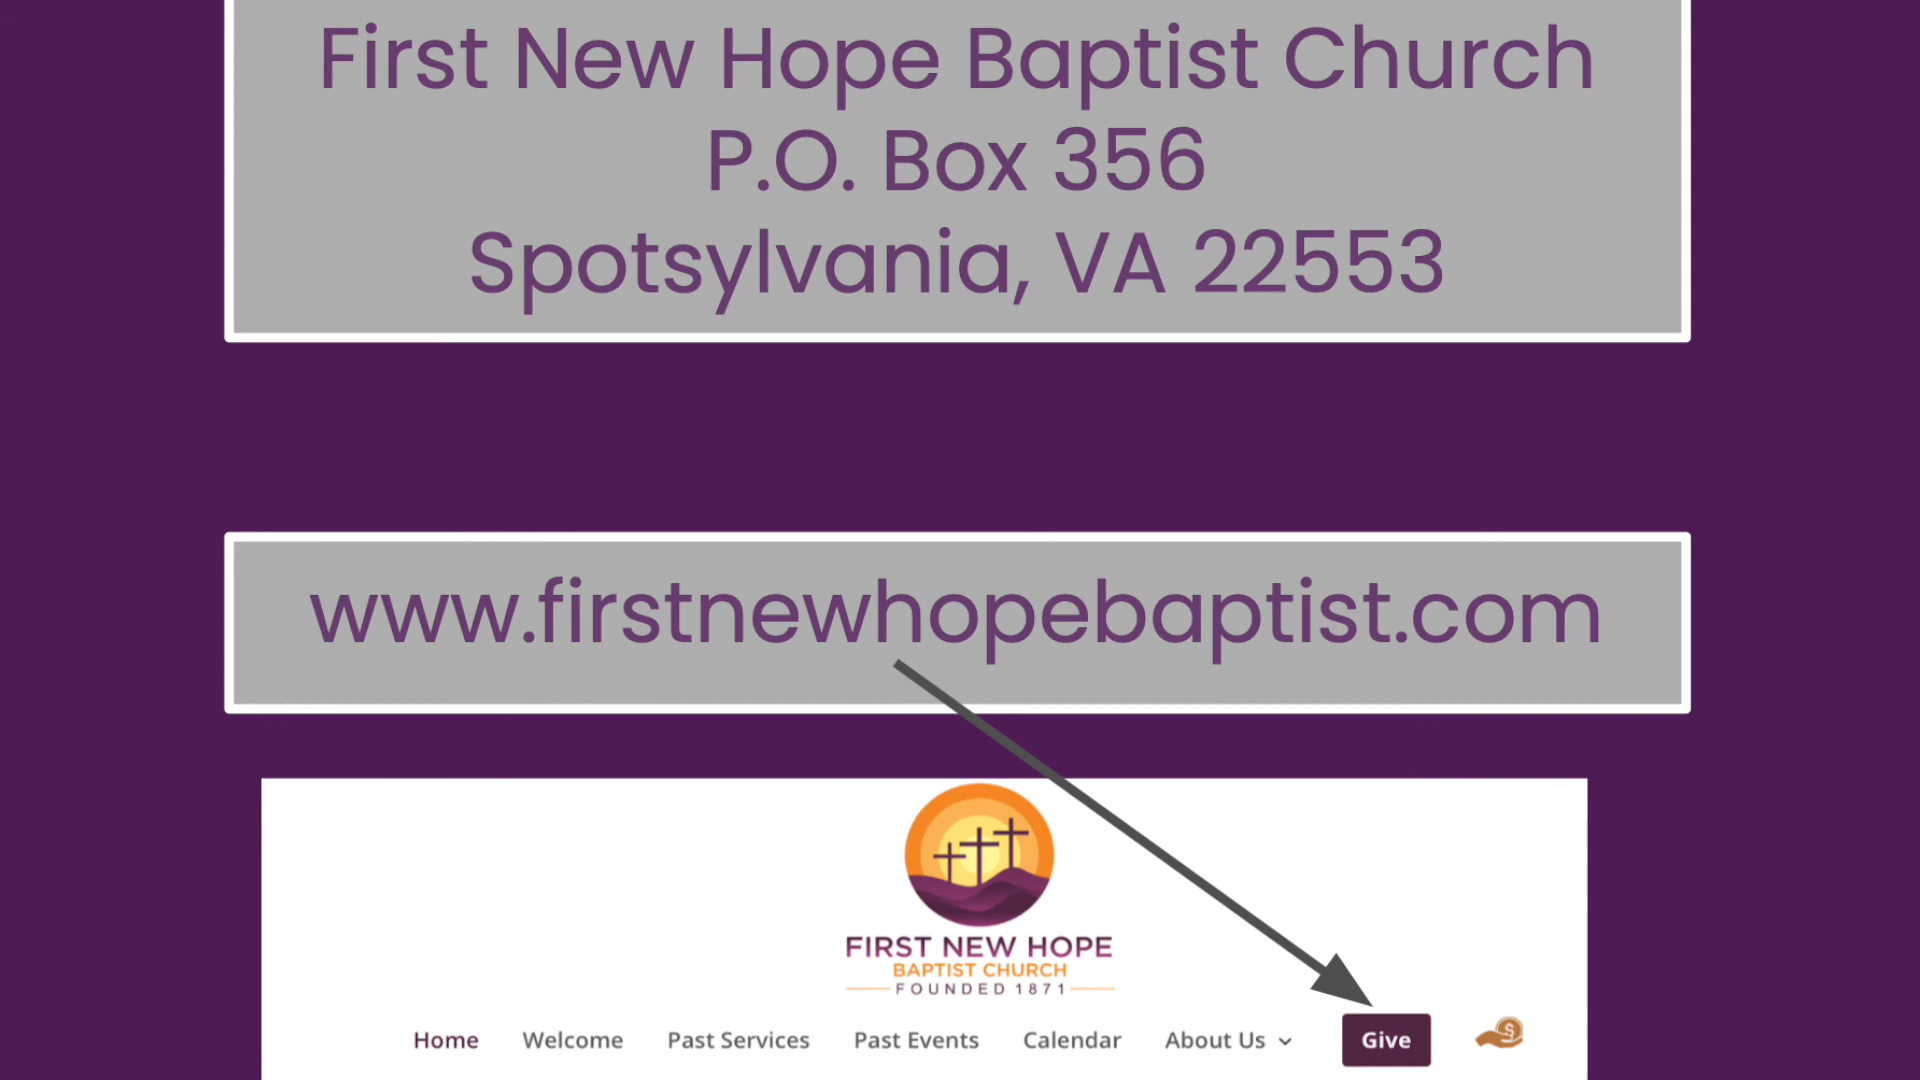 First New Hope Baptist Church
P.O. Box 356
Spotsylvania, VA 22553
www.firstnewhopebaptist.com
FIRST NEW HOPE
BAPTIST CHURCH
FOUNDED 1871
Home Welcome Past Services Past Events Calendar About Us Give $